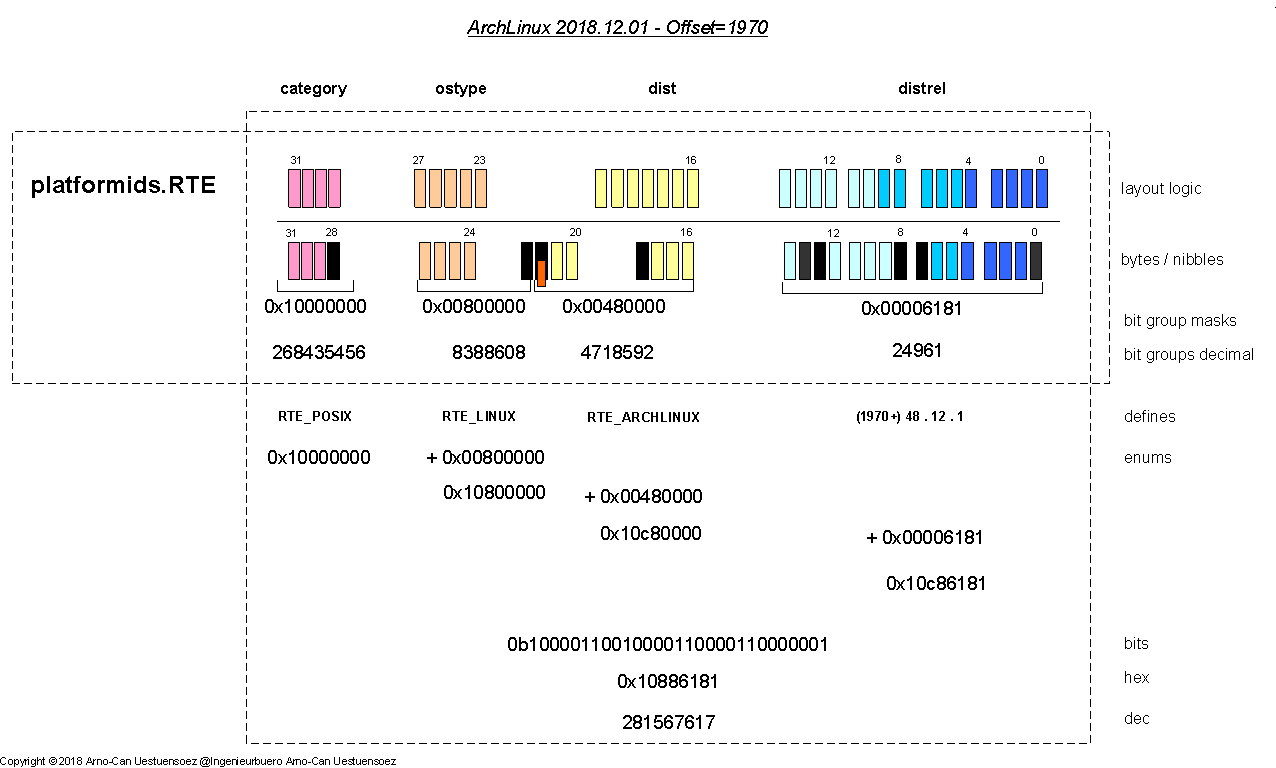 ArchLinux 2018.12.01 - Offset=1970
category ostype dist distrel
31 27 23 16 12 8 4 0
platformids.RTE
layout logic
31 28 24 20 16 12 8 4 0
bytes / nibbles
0x10000000 0x00800000 0x00480000 0x00006181
bit group masks
268435456 8388608 4718592 24961
bit groups decimal
RTE_POSIX RTE_LINUX RTE_ARCHLINUX (1970+) 48 . 12 . 1 defines
0x10000000 + 0x00800000 enums
0x10800000 + 0x00480000
0x10c80000 + 0x00006181
0x10c86181
0b10000110010000110000110000001 bits
0x10886181 hex
281567617 dec
Copyright ©2018 Arno-Can Uestuensoez @Ingenieurbuero Arno-Can Uestuensoez